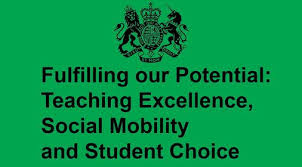 Fulfilling our Potential:
Teaching Excellence,
Social Mobility
and Student Choice